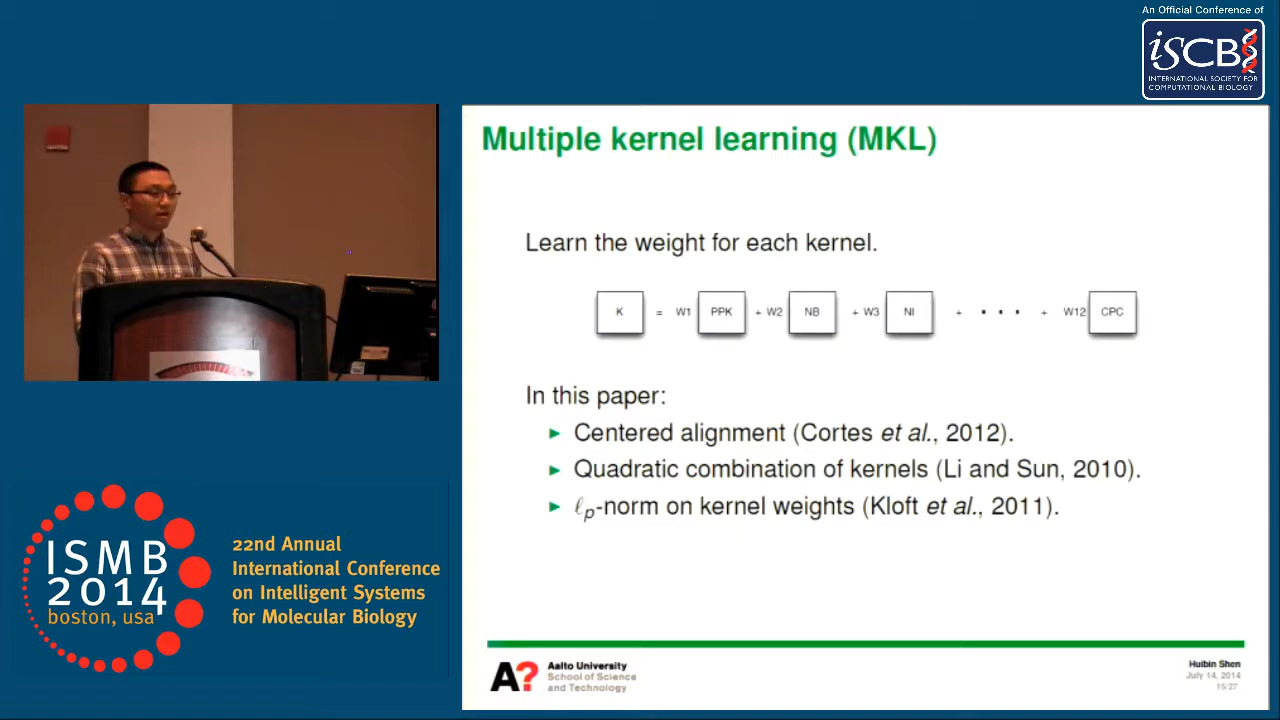 An Official Conference of
iSCB
INTERNATIONAL SOCIETY FOR
COMPUTATIONAL BIOLOGY
Multiple kernel learning (MKL)
Learn the weight for each kernel.
K = W1 PPK + W2 NB + W3 NI + · · · + W12 CPC
In this paper:
► Centered alignment (Cortes et al., 2012).
► Quadratic combination of kernels (Li and Sun, 2010).
► ℓp-norm on kernel weights (Kloft et al., 2011).
ISMB
2014
boston, usa
22nd Annual
International Conference
on Intelligent Systems
for Molecular Biology
A?
Aalto University
School of Science
and Technology
Huibin Shen
July 14, 2014
15/27